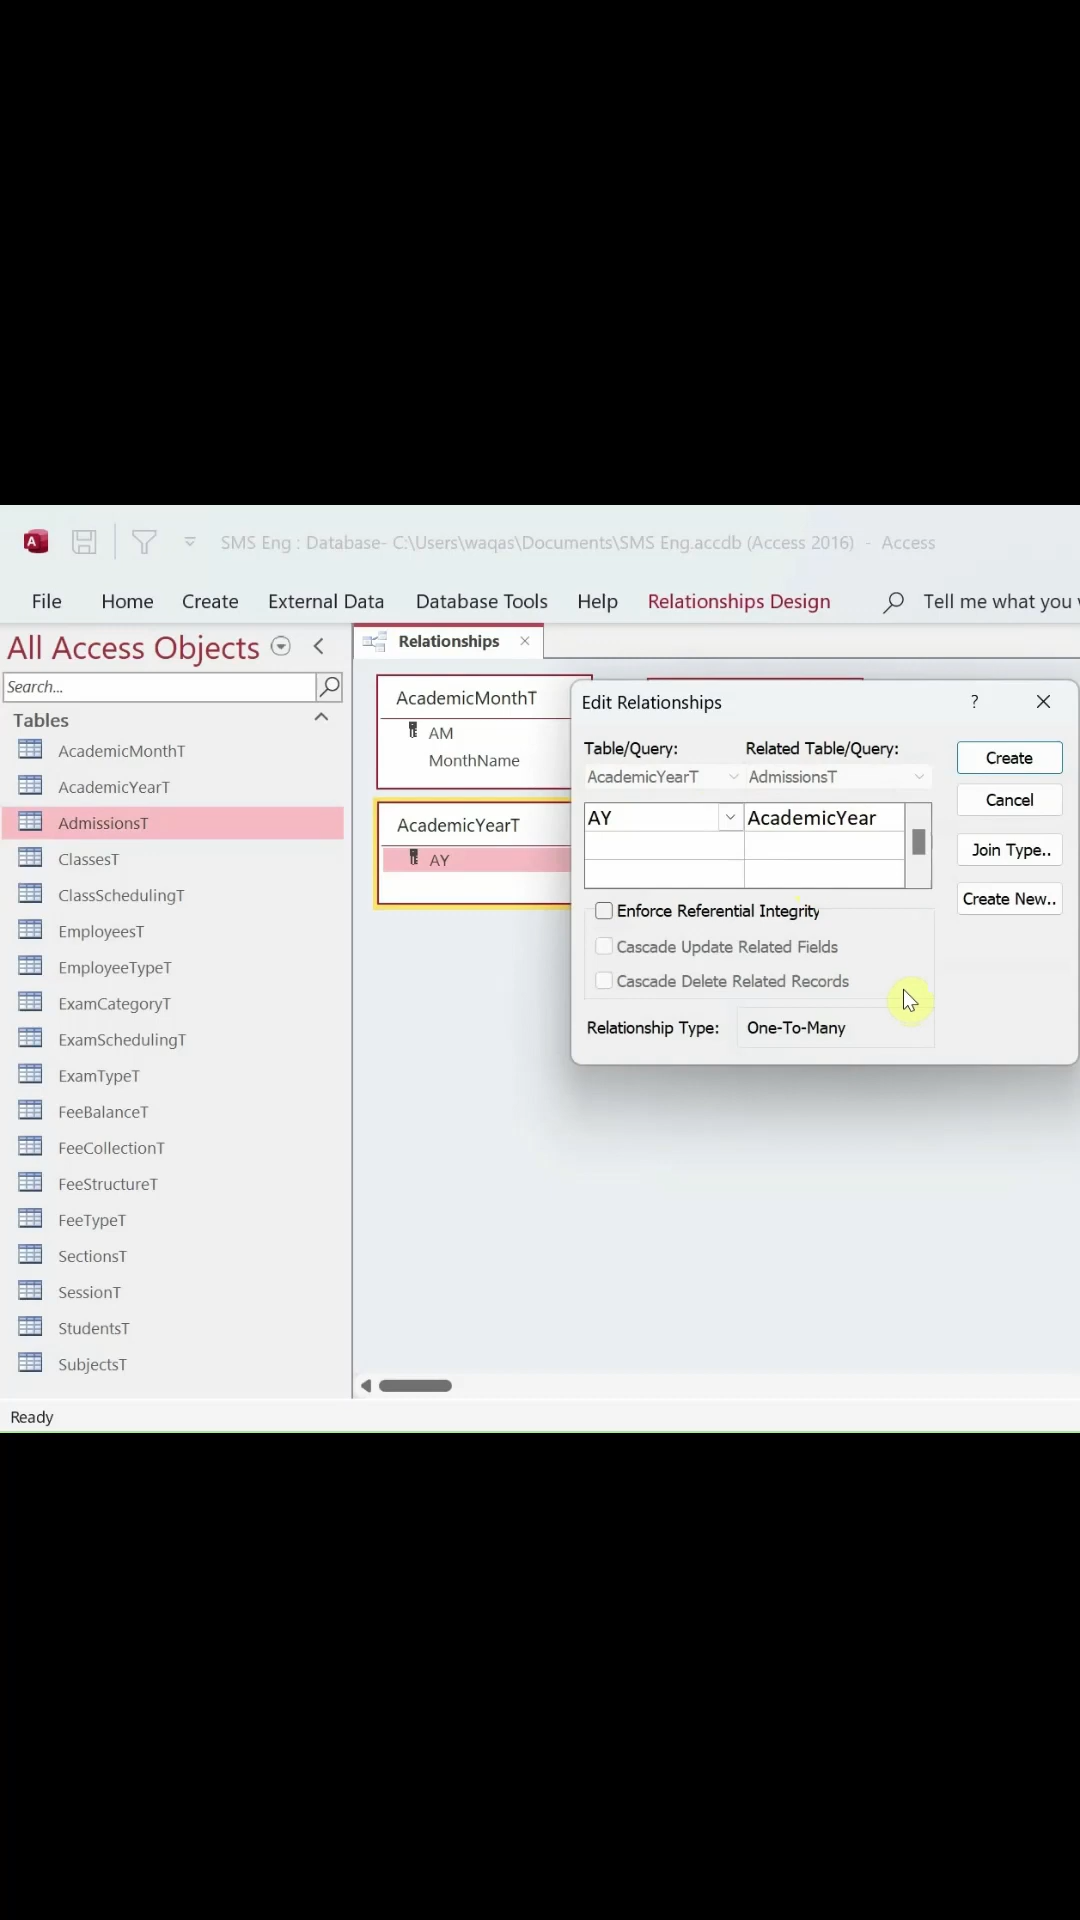 SMS Eng : Database- C:\Users\waqas\Documents\SMS Eng.accdb (Access 2016) - Access
File Home Create External Data Database Tools Help Relationships Design Tell me what you
All Access Objects
Search...
Tables
AcademicMonthT
AcademicYearT
AdmissionsT
ClassesT
ClassSchedulingT
EmployeesT
EmployeeTypeT
ExamCategoryT
ExamSchedulingT
ExamTypeT
FeeBalanceT
FeeCollectionT
FeeStructureT
FeeTypeT
SectionsT
SessionT
StudentsT
SubjectsT
Relationships
AcademicMonthT
AM
MonthName
AcademicYearT
AY
Edit Relationships ?
Table/Query: Related Table/Query:
AcademicYearT AdmissionsT
AY AcademicYear
Enforce Referential Integrity
Cascade Update Related Fields
Cascade Delete Related Records
Relationship Type: One-To-Many
Create
Cancel
Join Type..
Create New..
Ready